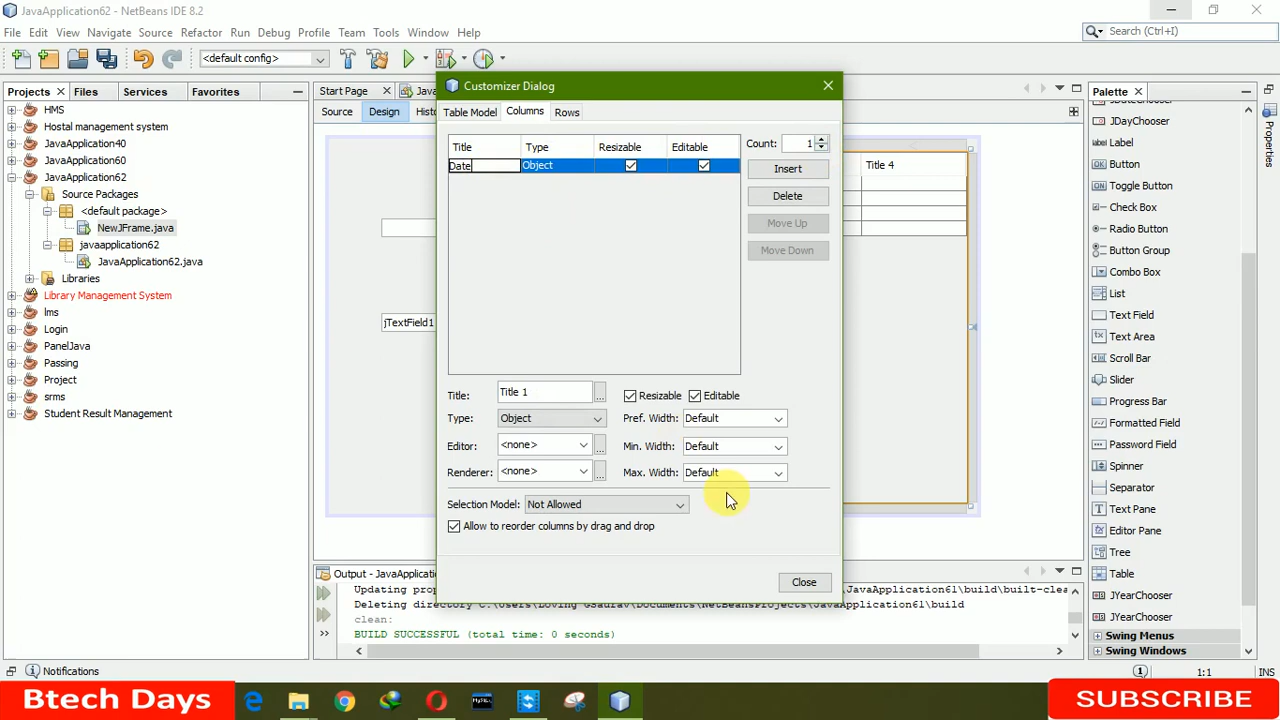 JavaApplication62 - NetBeans IDE 8.2
File Edit View Navigate Source Refactor Run Debug Profile Team Tools Window Help
Search (Ctrl+I)
<default config>
Projects Files Services Favorites
HMS
Hostal management system
JavaApplication40
JavaApplication60
JavaApplication62
Source Packages
<default package>
NewJFrame.java
javaapplication62
JavaApplication62.java
Libraries
Library Management System
lms
Login
PanelJava
Passing
Project
srms
Student Result Management
Start Page
Source Design
jTextField1
Title 4
Customizer Dialog
Table Model Columns Rows
Title Type Resizable Editable
Date Object
Count: 1
Insert
Delete
Move Up
Move Down
Title: Title 1 Resizable Editable
Type: Object Pref. Width: Default
Editor: <none> Min. Width: Default
Renderer: <none> Max. Width: Default
Selection Model: Not Allowed
Allow to reorder columns by drag and drop
Close
Palette
JDayChooser
Label
Button
Toggle Button
Check Box
Radio Button
Button Group
Combo Box
List
Text Field
Text Area
Scroll Bar
Slider
Progress Bar
Formatted Field
Password Field
Spinner
Separator
Text Pane
Editor Pane
Tree
Table
JYearChooser
JYearChooser
Swing Menus
Swing Windows
Properties
Deleting directory C:\Users\Loving GSaurav\Documents\NetBeansProjects\JavaApplication61\build
clean:
BUILD SUCCESSFUL (total time: 0 seconds)
Notifications
1
1:1
INS
Btech Days
SUBSCRIBE